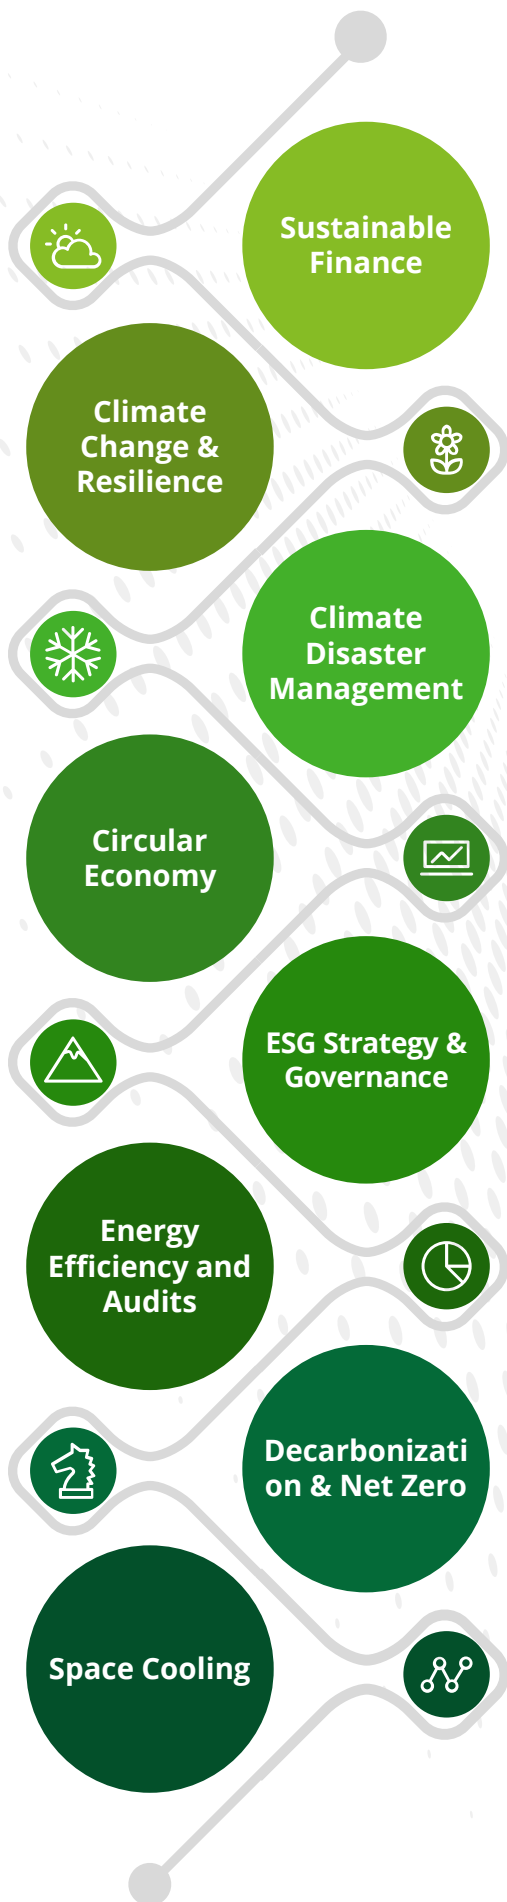 Sustainable
Finance
Climate
Change &
Resilience
Climate
Disaster
Management
Circular
Economy
ESG Strategy &
Governance
Energy
Efficiency and
Audits
Decarbonizati
on & Net Zero
Space Cooling